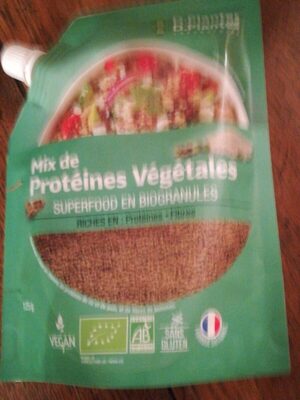 Mix de
Protéines Végétales
SUPERFOOD EN BIOGRANULES
RICHES EN : Protéines - Fibres
VEGAN
AB
SANS
GLUTEN